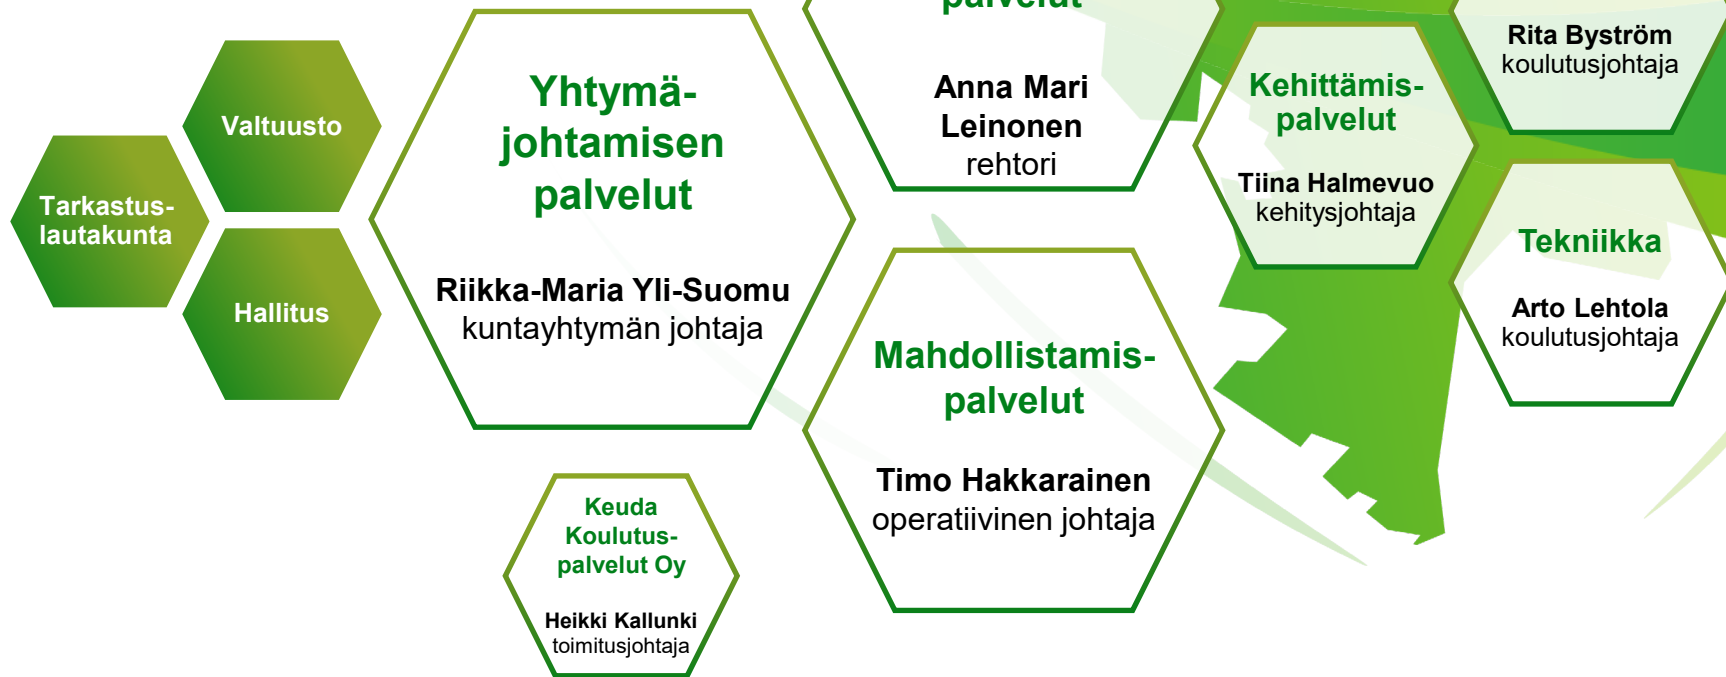 Tarkastus-
lautakunta
Valtuusto
Hallitus
Yhtymä-
johtamisen
palvelut
Riikka-Maria Yli-Suomu
kuntayhtymän johtaja
Keuda
Koulutus-
palvelut Oy
Heikki Kallunki
toimitusjohtaja
palvelut
Anna Mari
Leinonen
rehtori
Mahdollistamis-
palvelut
Timo Hakkarainen
operatiivinen johtaja
Kehittämis-
palvelut
Tiina Halmevuo
kehitysjohtaja
Rita Byström
koulutusjohtaja
Tekniikka
Arto Lehtola
koulutusjohtaja